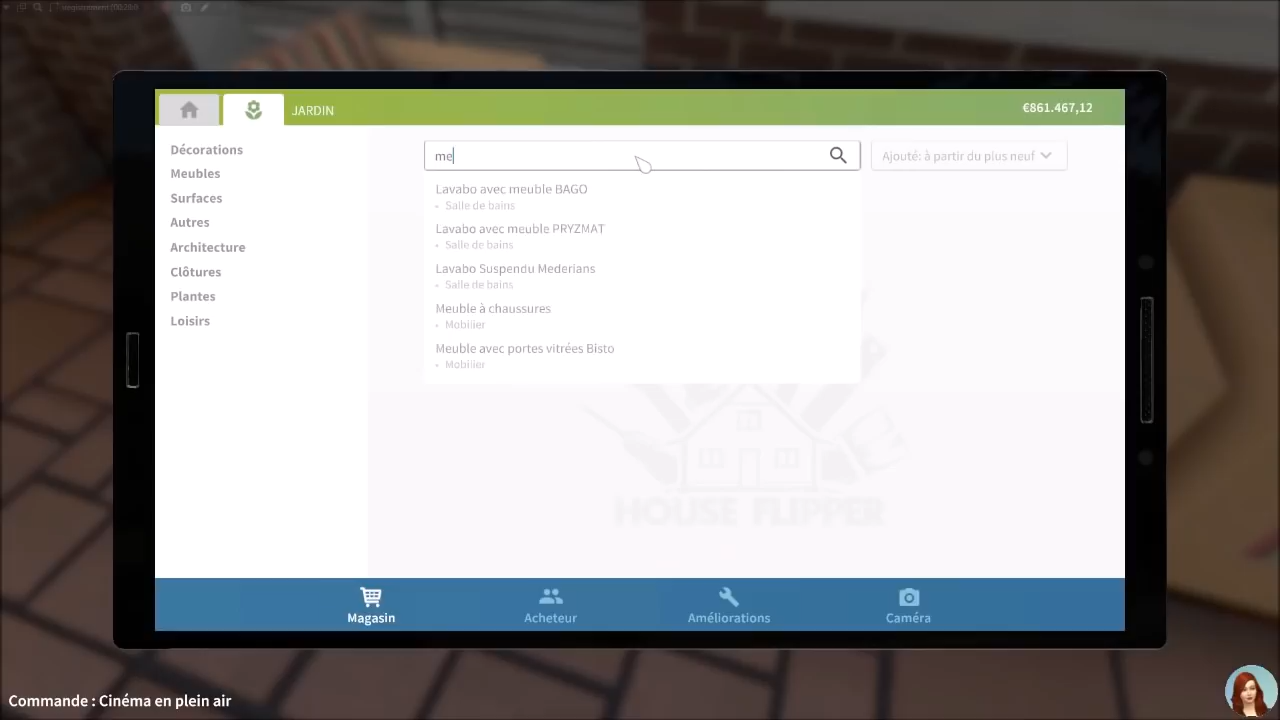 JARDIN
€861.467,12
Décorations
Meubles
Surfaces
Autres
Architecture
Clôtures
Plantes
Loisirs
me
Ajouté: à partir du plus neuf
Lavabo avec meuble BAGO
• Salle de bains
Lavabo avec meuble PRYZMAT
• Salle de bains
Lavabo Suspendu Mederians
• Salle de bains
Meuble à chaussures
• Mobilier
Meuble avec portes vitrées Bisto
• Mobilier
HOUSE FLIPPER
Magasin
Acheteur
Améliorations
Caméra
Commande : Cinéma en plein air